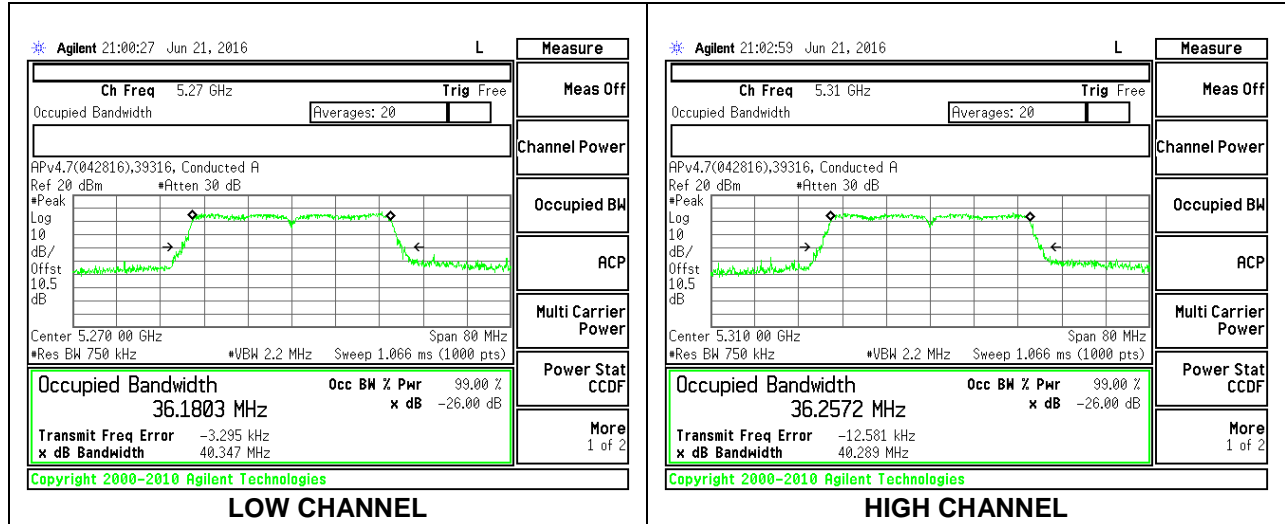 Agilent 21:00:27 Jun 21, 2016 L
Measure
Ch Freq 5.27 GHz Trig Free
Occupied Bandwidth Averages: 20
APv4.7(042816),39316, Conducted A
Ref 20 dBm #Atten 30 dB
#Peak
Log
10
dB/
Offst
10.5
dB
Center 5.270 00 GHz Span 80 MHz
#Res BW 750 kHz #VBW 2.2 MHz Sweep 1.066 ms (1000 pts)
Occupied Bandwidth Occ BW % Pwr 99.00 %
36.1803 MHz x dB -26.00 dB
Transmit Freq Error -3.295 kHz
x dB Bandwidth 40.347 MHz
Meas Off
Channel Power
Occupied BW
ACP
Multi Carrier
Power
Power Stat
CCDF
More
1 of 2
Copyright 2000-2010 Agilent Technologies
LOW CHANNEL
Agilent 21:02:59 Jun 21, 2016 L
Measure
Ch Freq 5.31 GHz Trig Free
Occupied Bandwidth Averages: 20
APv4.7(042816),39316, Conducted A
Ref 20 dBm #Atten 30 dB
#Peak
Log
10
dB/
Offst
10.5
dB
Center 5.310 00 GHz Span 80 MHz
#Res BW 750 kHz #VBW 2.2 MHz Sweep 1.066 ms (1000 pts)
Occupied Bandwidth Occ BW % Pwr 99.00 %
36.2572 MHz x dB -26.00 dB
Transmit Freq Error -12.581 kHz
x dB Bandwidth 40.289 MHz
Meas Off
Channel Power
Occupied BW
ACP
Multi Carrier
Power
Power Stat
CCDF
More
1 of 2
Copyright 2000-2010 Agilent Technologies
HIGH CHANNEL